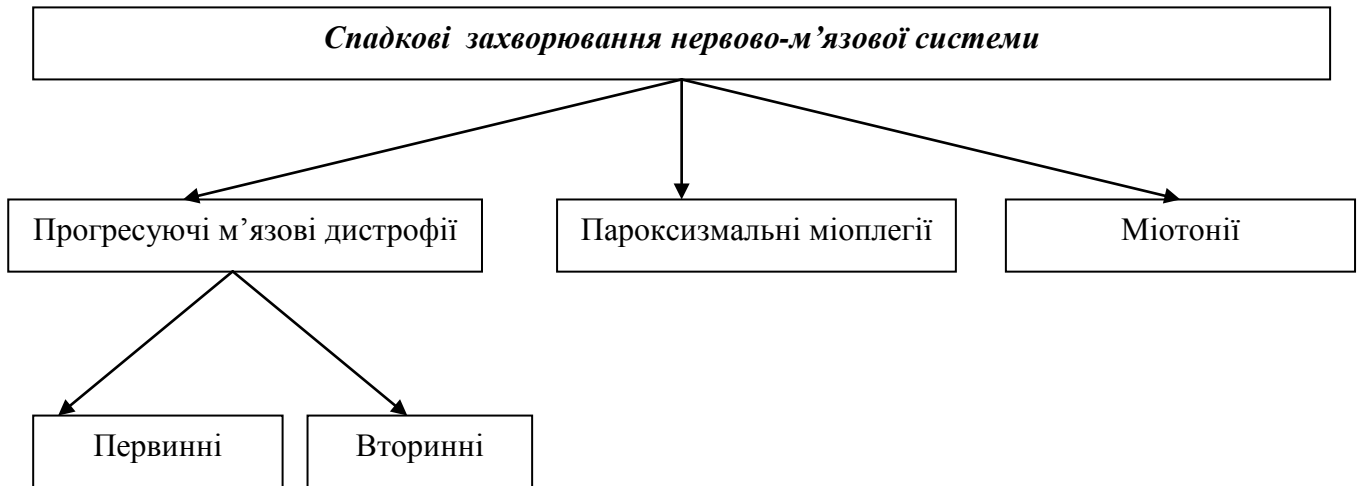 Спадкові захворювання нервово-м’язової системи
Прогресуючі м’язові дистрофії
Пароксизмальні міоплегії
Міотонії
Первинні
Вторинні